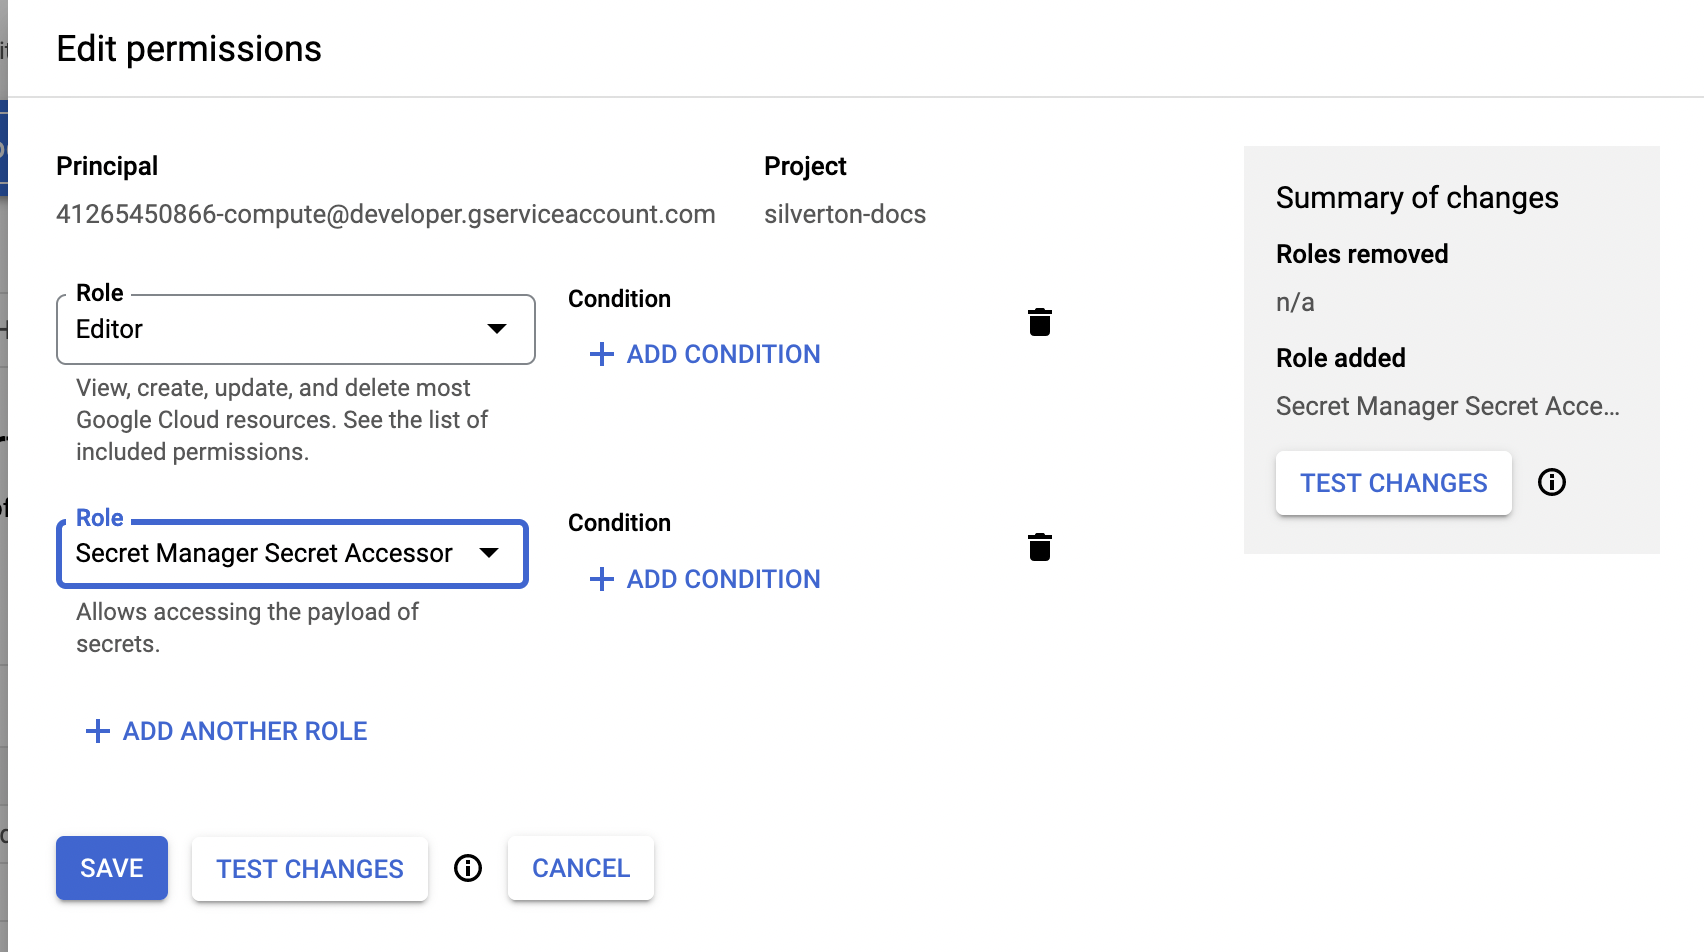 Edit permissions
Principal
Project
41265450866-compute@developer.gserviceaccount.com
silverton-docs
Role
Editor
Condition
ADD CONDITION
View, create, update, and delete most
Google Cloud resources. See the list of
included permissions.
Role
Secret Manager Secret Accessor
Condition
ADD CONDITION
Allows accessing the payload of
secrets.
ADD ANOTHER ROLE
SAVE
TEST CHANGES
CANCEL
Summary of changes
Roles removed
n/a
Role added
Secret Manager Secret Acce...
TEST CHANGES